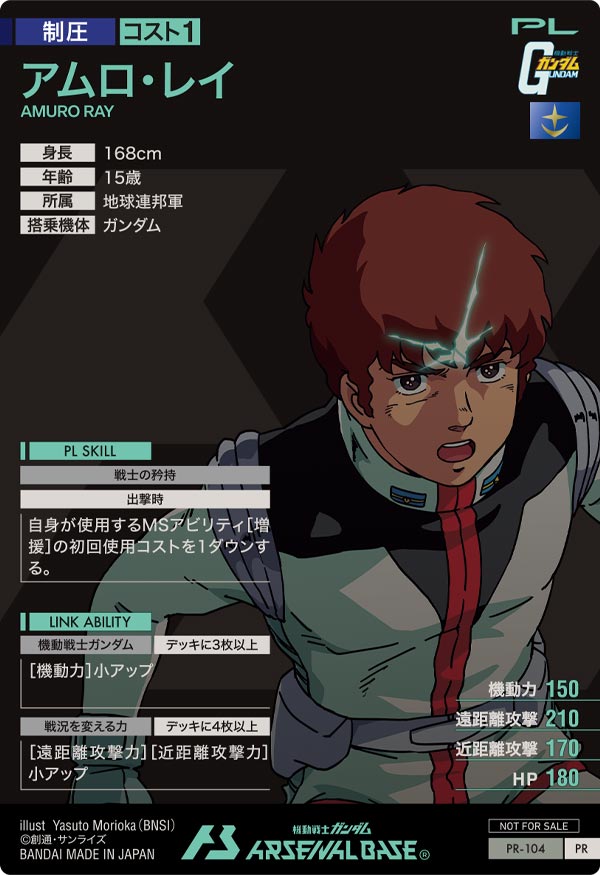 制圧 コスト1 PL
アムロ・レイ
AMURO RAY
機動戦士
ガンダム
GUNDAM
身長 168cm
年齢 15歳
所属 地球連邦軍
搭乗機体 ガンダム
PL SKILL
戦士の矜持
出撃時
自身が使用するMSアビリティ[増
援]の初回使用コストを1ダウンす
る。
LINK ABILITY
機動戦士ガンダム デッキに3枚以上
[機動力]小アップ
戦況を変える力 デッキに4枚以上
[遠距離攻撃力][近距離攻撃力]
小アップ
機動力 150
遠距離攻撃 210
近距離攻撃 170
HP 180
illust Yasuto Morioka(BNSI)
©創通・サンライズ
BANDAI MADE IN JAPAN
機動戦士ガンダム
ARSENAL BASE®
NOT FOR SALE
PR-104 PR